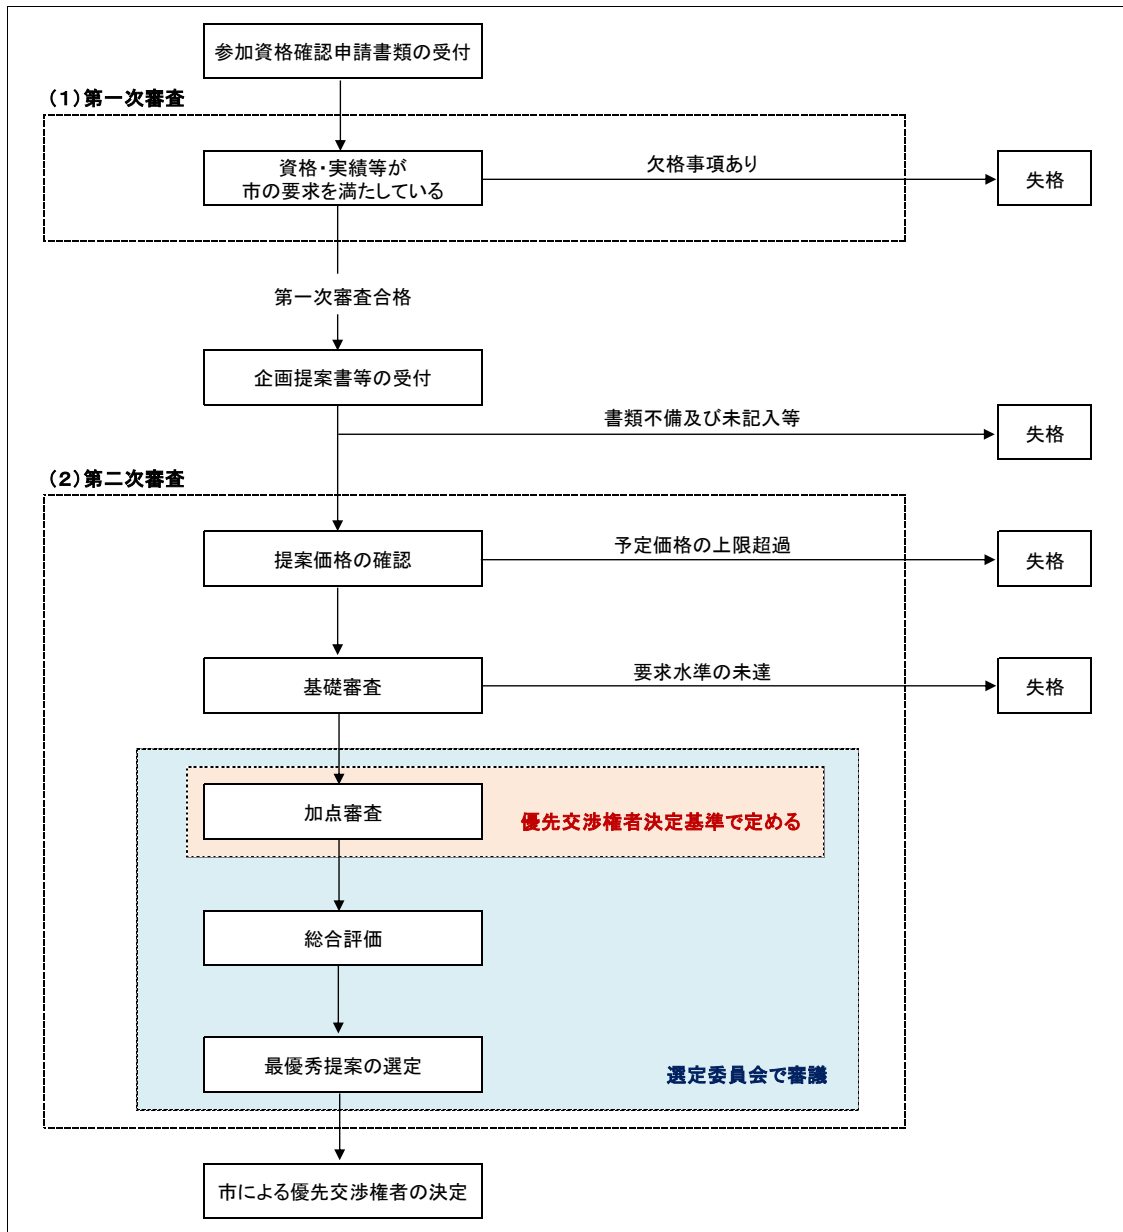 参加資格確認申請書類の受付
（１）第一次審査
資格・実績等が
市の要求を満たしている
欠格事項あり
失格
第一次審査合格
企画提案書等の受付
書類不備及び未記入等
失格
（２）第二次審査
提案価格の確認
予定価格の上限超過
失格
基礎審査
要求水準の未達
失格
加点審査
優先交渉権者決定基準で定める
総合評価
最優秀提案の選定
選定委員会で審議
市による優先交渉権者の決定